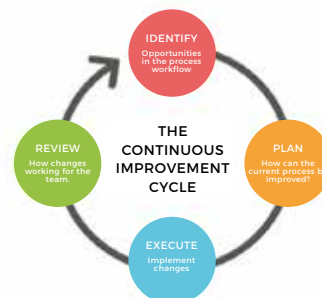 IDENTIFY
Opportunities
in the process
workflow
REVIEW
How changes
working for the
team.
THE
CONTINUOUS
IMPROVEMENT
CYCLE
PLAN
How can the
current process be
improved?
EXECUTE
Implement
changes